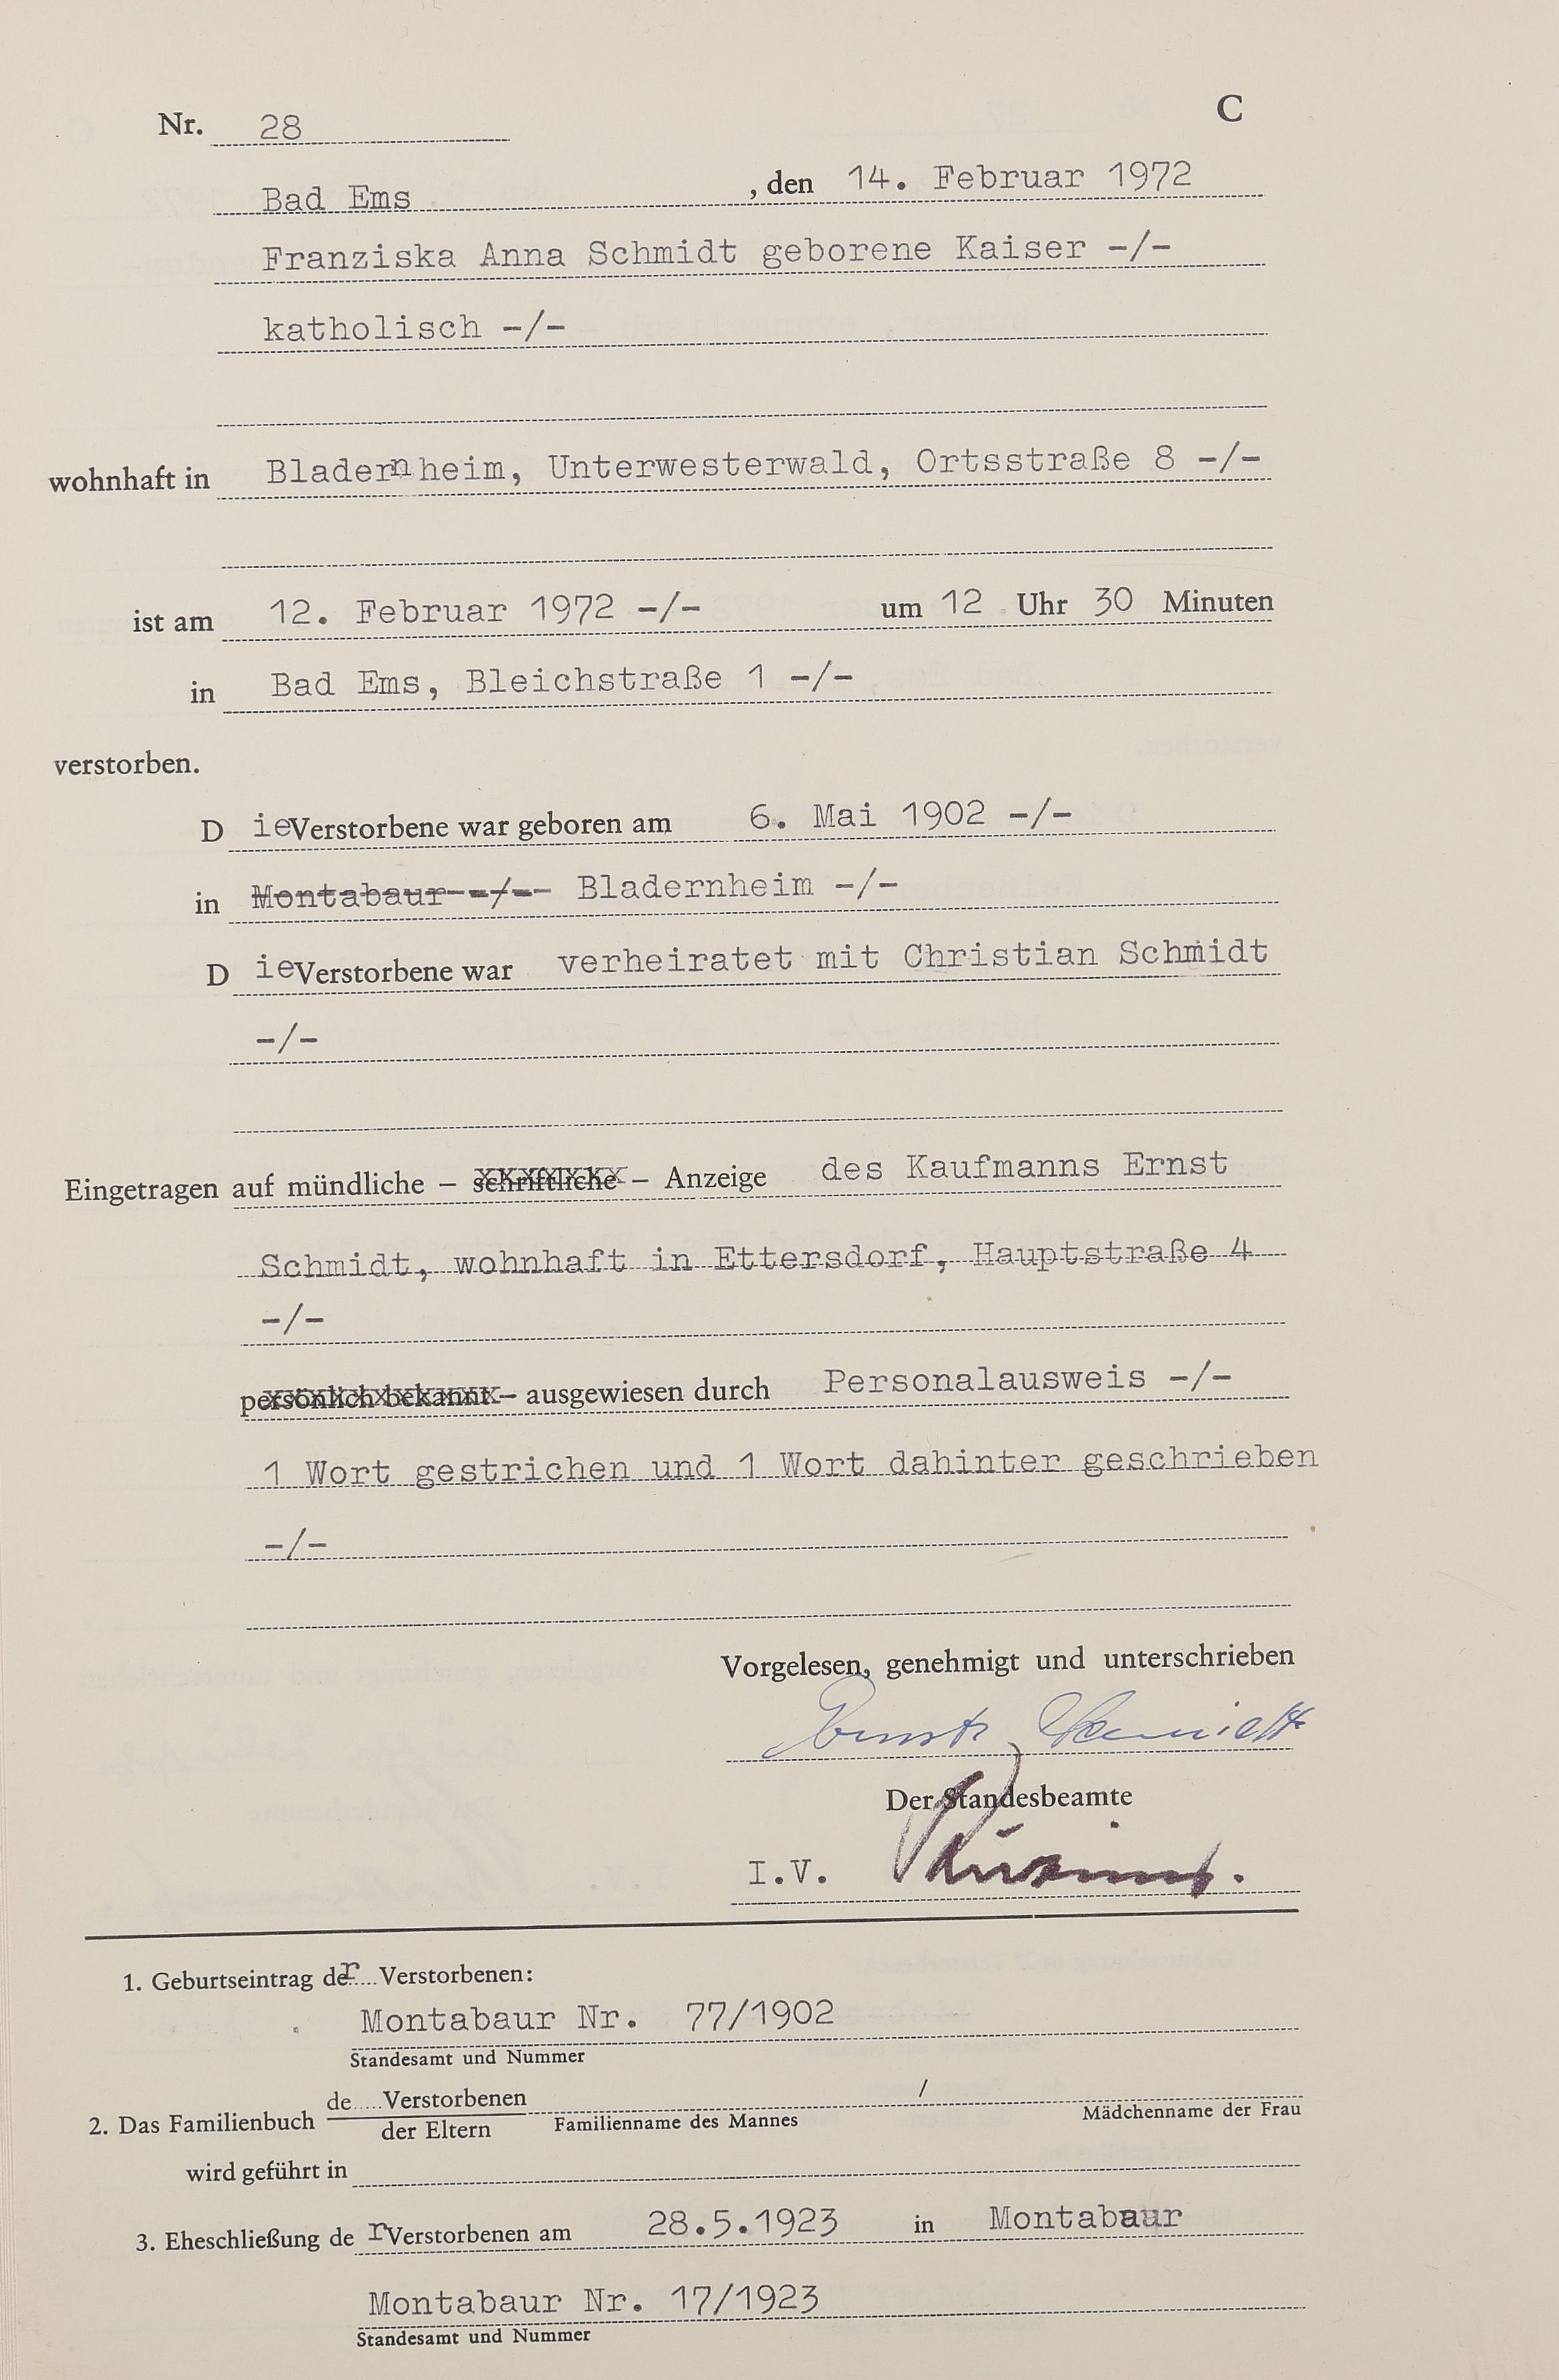 Nr. 28
C
Bad Ems , den 14. Februar 1972
Franziska Anna Schmidt geborene Kaiser -/-
katholisch -/-
wohnhaft in Bladernheim, Unterwesterwald, Ortsstraße 8 -/-
ist am 12. Februar 1972 -/- um 12 Uhr 30 Minuten
in Bad Ems, Bleichstraße 1 -/-
verstorben.
D ie Verstorbene war geboren am 6. Mai 1902 -/-
in Montabaur -/- Bladernheim -/-
D ie Verstorbene war verheiratet mit Christian Schmidt
-/-
Eingetragen auf mündliche – schriftliche – Anzeige des Kaufmanns Ernst
Schmidt, wohnhaft in Ettersdorf, Hauptstraße 4
-/-
persönlich bekannt – ausgewiesen durch Personalausweis -/-
1 Wort gestrichen und 1 Wort dahinter geschrieben
-/-
Vorgelesen, genehmigt und unterschrieben
Ernst Schmidt
Der Standesbeamte
I.V.
1. Geburtseintrag der Verstorbenen:
Montabaur Nr. 77/1902
Standesamt und Nummer
2. Das Familienbuch de Verstorbenen / der Eltern
Familienname des Mannes / Mädchenname der Frau
wird geführt in
3. Eheschließung der Verstorbenen am 28.5.1923 in Montabaur
Montabaur Nr. 17/1923
Standesamt und Nummer